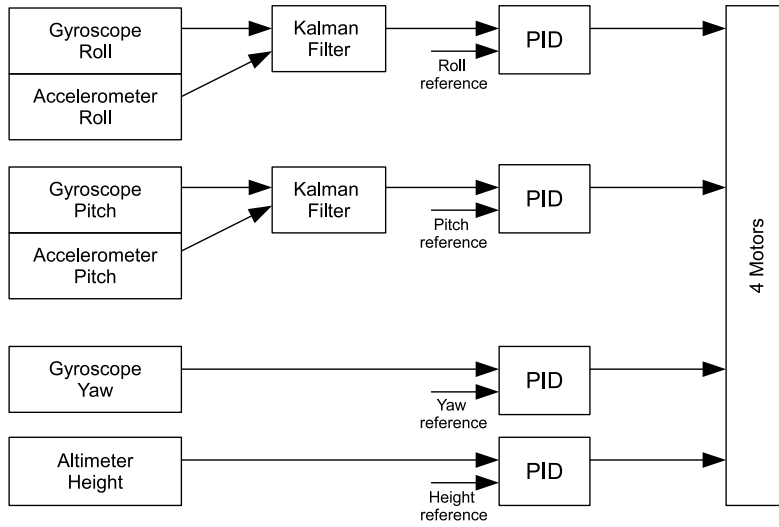 Gyroscope
Roll
Accelerometer
Roll
Kalman
Filter
Roll
reference
PID
Gyroscope
Pitch
Accelerometer
Pitch
Kalman
Filter
Pitch
reference
PID
Gyroscope
Yaw
Yaw
reference
PID
Altimeter
Height
Height
reference
PID
4 Motors